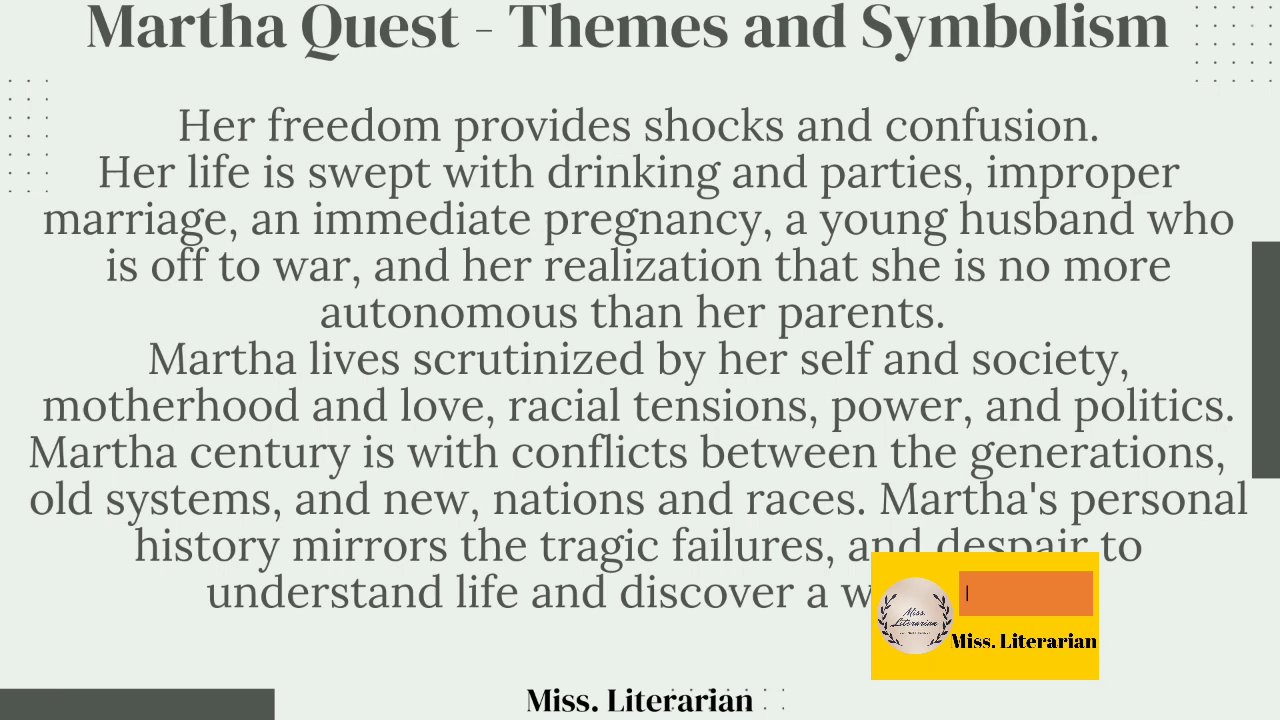 Martha Quest - Themes and Symbolism
Her freedom provides shocks and confusion.
Her life is swept with drinking and parties, improper
marriage, an immediate pregnancy, a young husband who
is off to war, and her realization that she is no more
autonomous than her parents.
Martha lives scrutinized by her self and society,
motherhood and love, racial tensions, power, and politics.
Martha century is with conflicts between the generations,
old systems, and new, nations and races. Martha's personal
history mirrors the tragic failures, and despair to
understand life and discover a
Miss.
Literarian
Miss. Literarian
Miss. Literarian